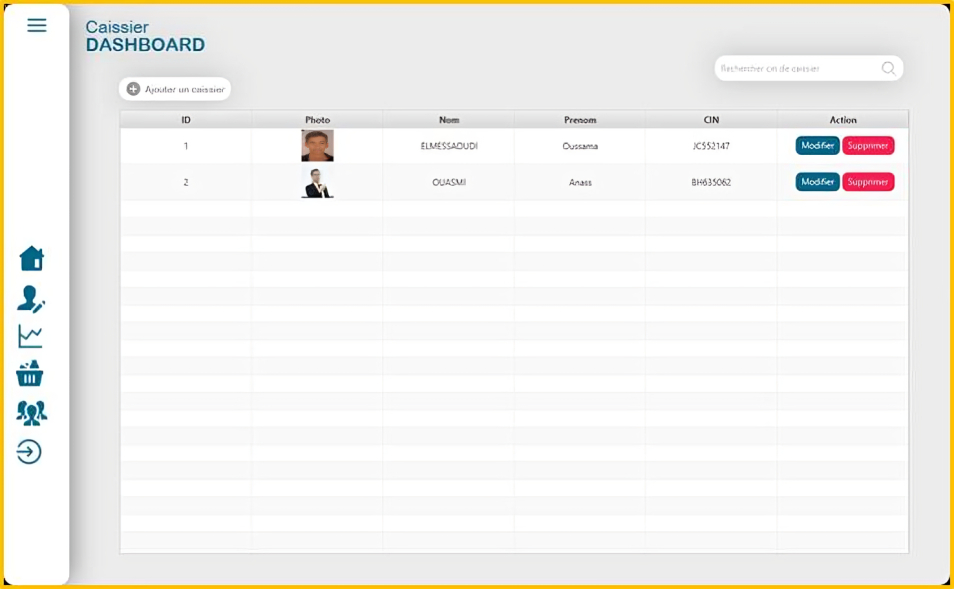 Caissier
DASHBOARD
Rechercher cin de caissier
Ajouter un caissier
ID Photo Nom Prenom CIN Action
1 ELMESSAOUDI Oussama JC552147 Modifier Supprimer
2 OUASMI Anass BH635062 Modifier Supprimer